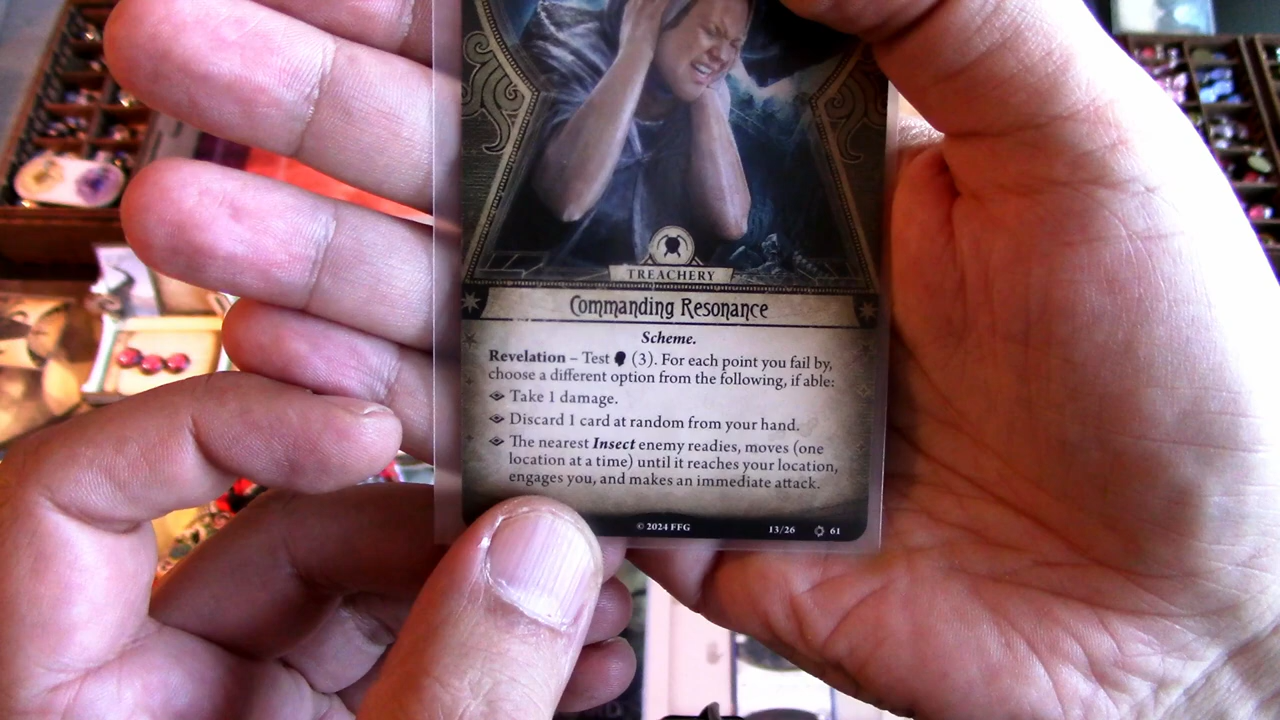 TREACHERY
Commanding Resonance
Scheme.
Revelation – Test (3). For each point you fail by,
choose a different option from the following, if able:
Take 1 damage.
Discard 1 card at random from your hand.
The nearest Insect enemy readies, moves (one
location at a time) until it reaches your location,
engages you, and makes an immediate attack.
© 2024 FFG 13/26 61